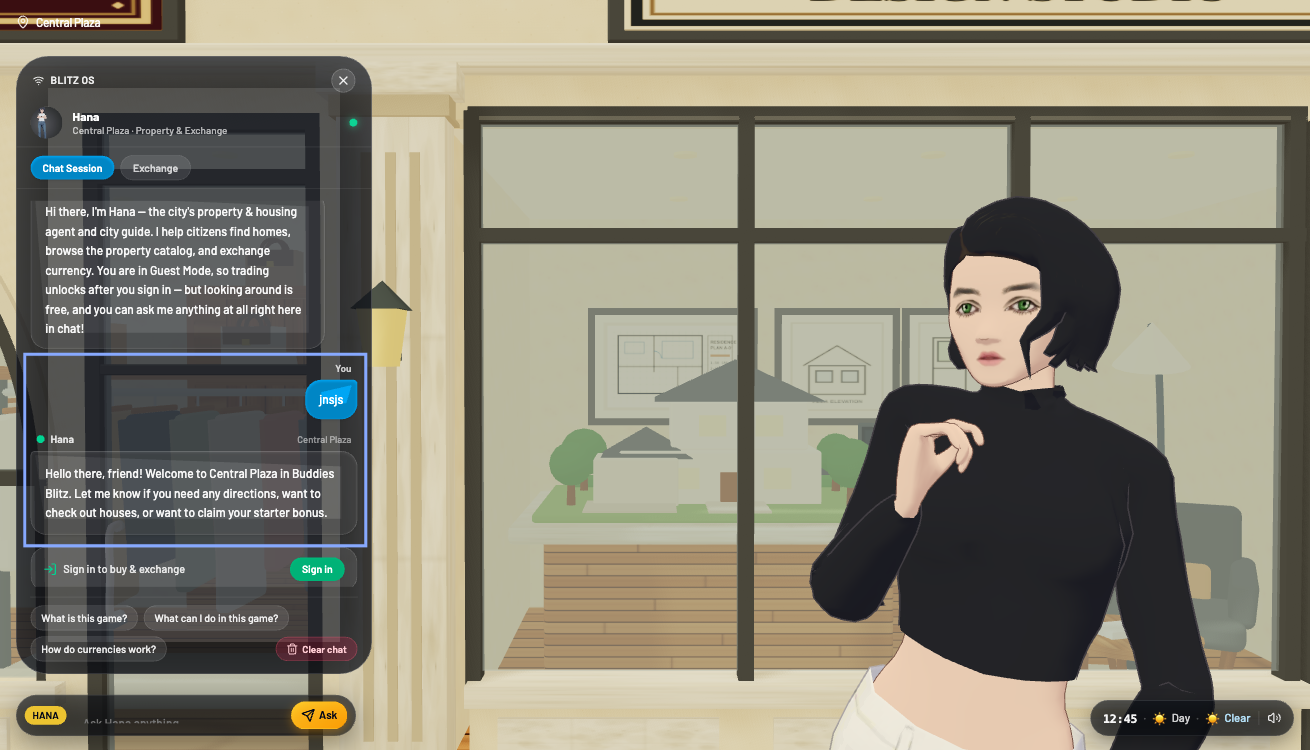 Central Plaza
BLITZ OS
Hana
Central Plaza · Property & Exchange
Chat Session
Exchange
Hi there, I'm Hana — the city's property & housing
agent and city guide. I help citizens find homes,
browse the property catalog, and exchange
currency. You are in Guest Mode, so trading
unlocks after you sign in — but looking around is
free, and you can ask me anything at all right here
in chat!
You
jnsjs
Hana
Central Plaza
Hello there, friend! Welcome to Central Plaza in Buddies
Blitz. Let me know if you need any directions, want to
check out houses, or want to claim your starter bonus.
Sign in to buy & exchange
Sign in
What is this game?
What can I do in this game?
How do currencies work?
Clear chat
HANA
Ask Hana anything
Ask
12:45 · Day · Clear